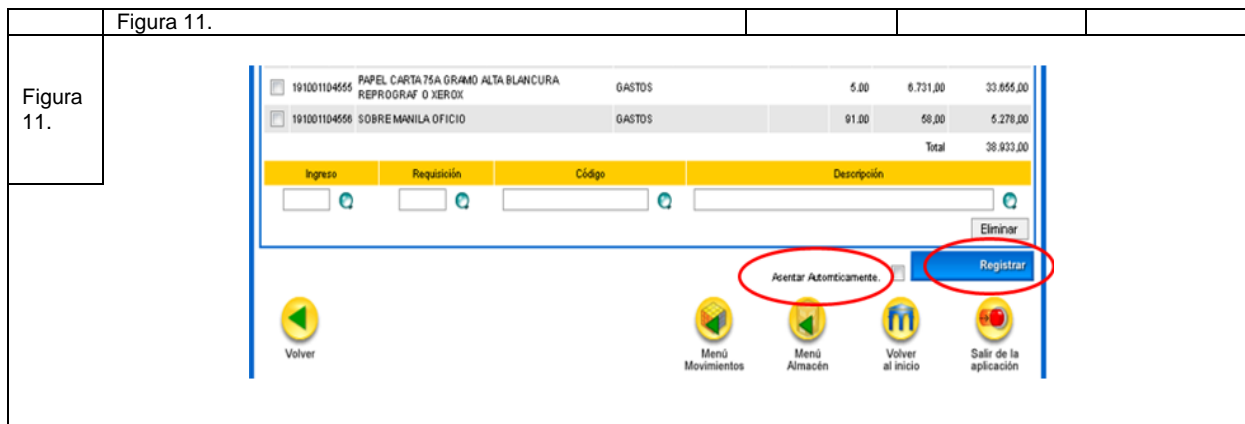 Figura 11.
Figura
11.
191001104555 PAPEL CARTA 75A GRAMO ALTA BLANCURA REPROGRAF O XEROX GASTOS 5.00 6.731,00 33.655,00
191001104556 SOBRE MANILA OFICIO GASTOS 91.00 58,00 5.278,00
Total 38.933,00
Ingreso Requisición Código Descripción
Eliminar
Asentar Automticamente. Registrar
Volver
Menú
Movimientos
Menú
Almacén
Volver
al inicio
Salir de la
aplicación